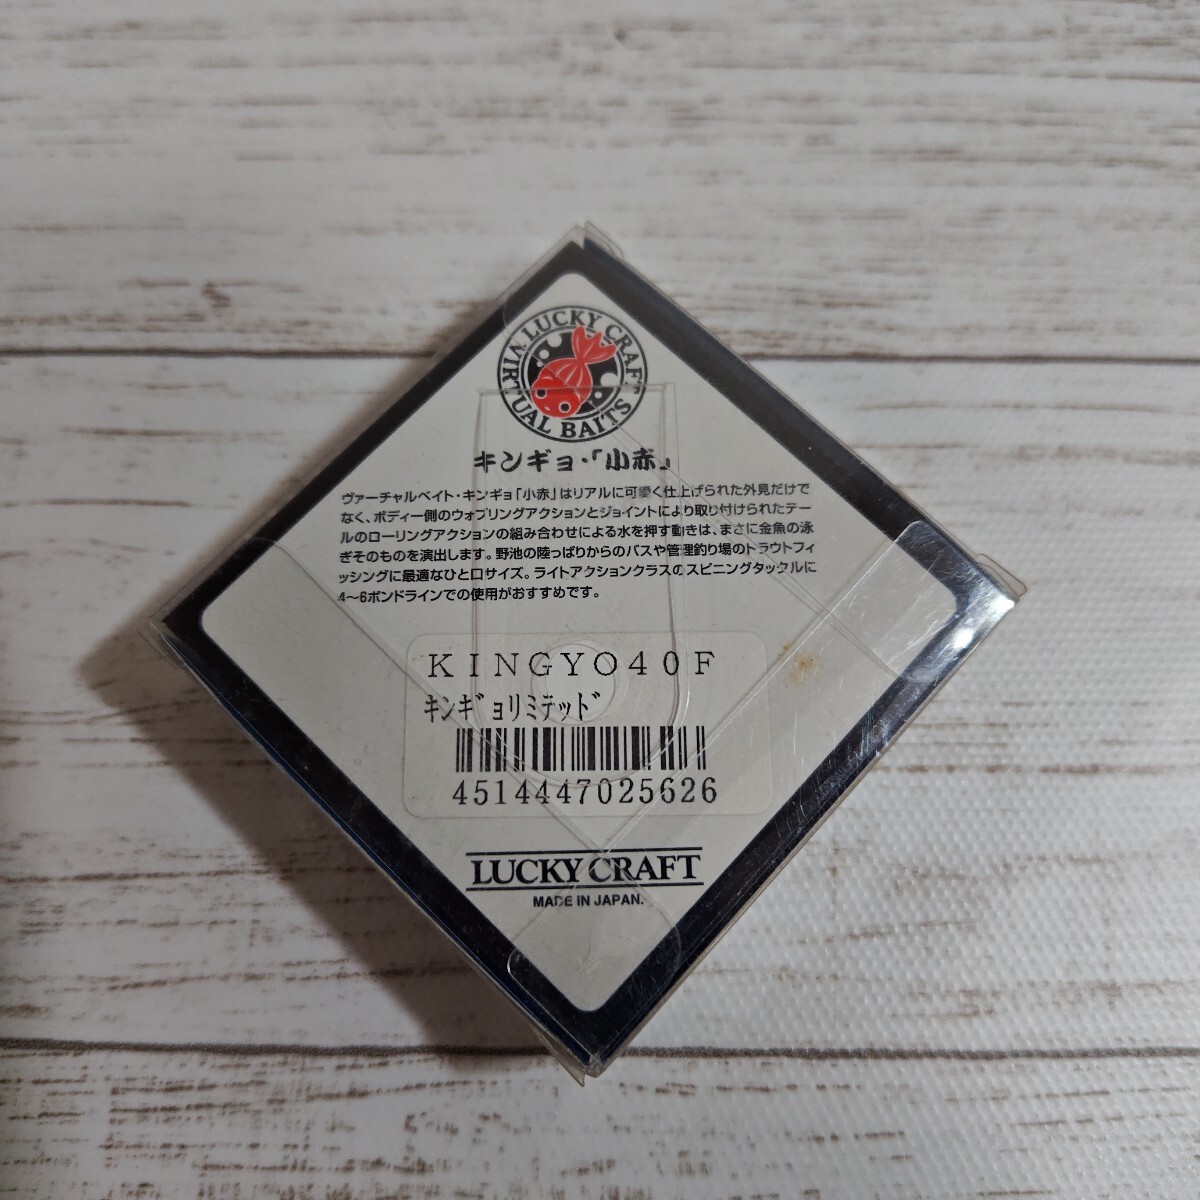 LUCKY CRAFT
VIRTUAL BAITS
キンギョ・「小赤」
ヴァーチャルベイト・キンギョ「小赤」はリアルに可愛く仕上げられた外見だけで
なく、ボディー側のウォブリングアクションとジョイントにより取り付けられたテー
ルのローリングアクションの組み合わせによる水を押す動きは、まさに金魚の泳
ぎそのものを演出します。野池の陸っぱりからのバスや管理釣り場のトラウトフィ
ッシングに最適なひと口サイズ。ライトアクションクラスのスピニングタックルに
4〜6ポンドラインでの使用がおすすめです。
KINGYO40F
ｷﾝｷﾞｮﾘﾐﾃｯﾄﾞ
4514447025626
LUCKY CRAFT
MADE IN JAPAN.